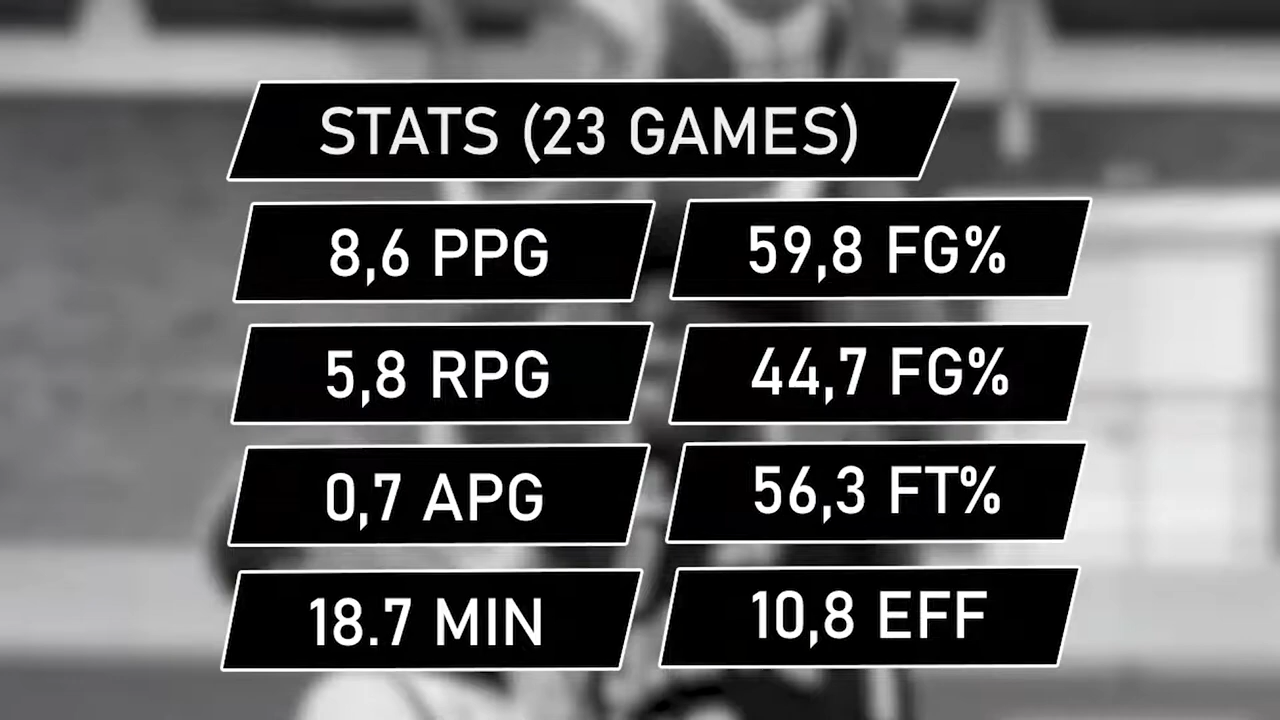 STATS (23 GAMES)
8,6 PPG
59,8 FG%
5,8 RPG
44,7 FG%
0,7 APG
56,3 FT%
18.7 MIN
10,8 EFF